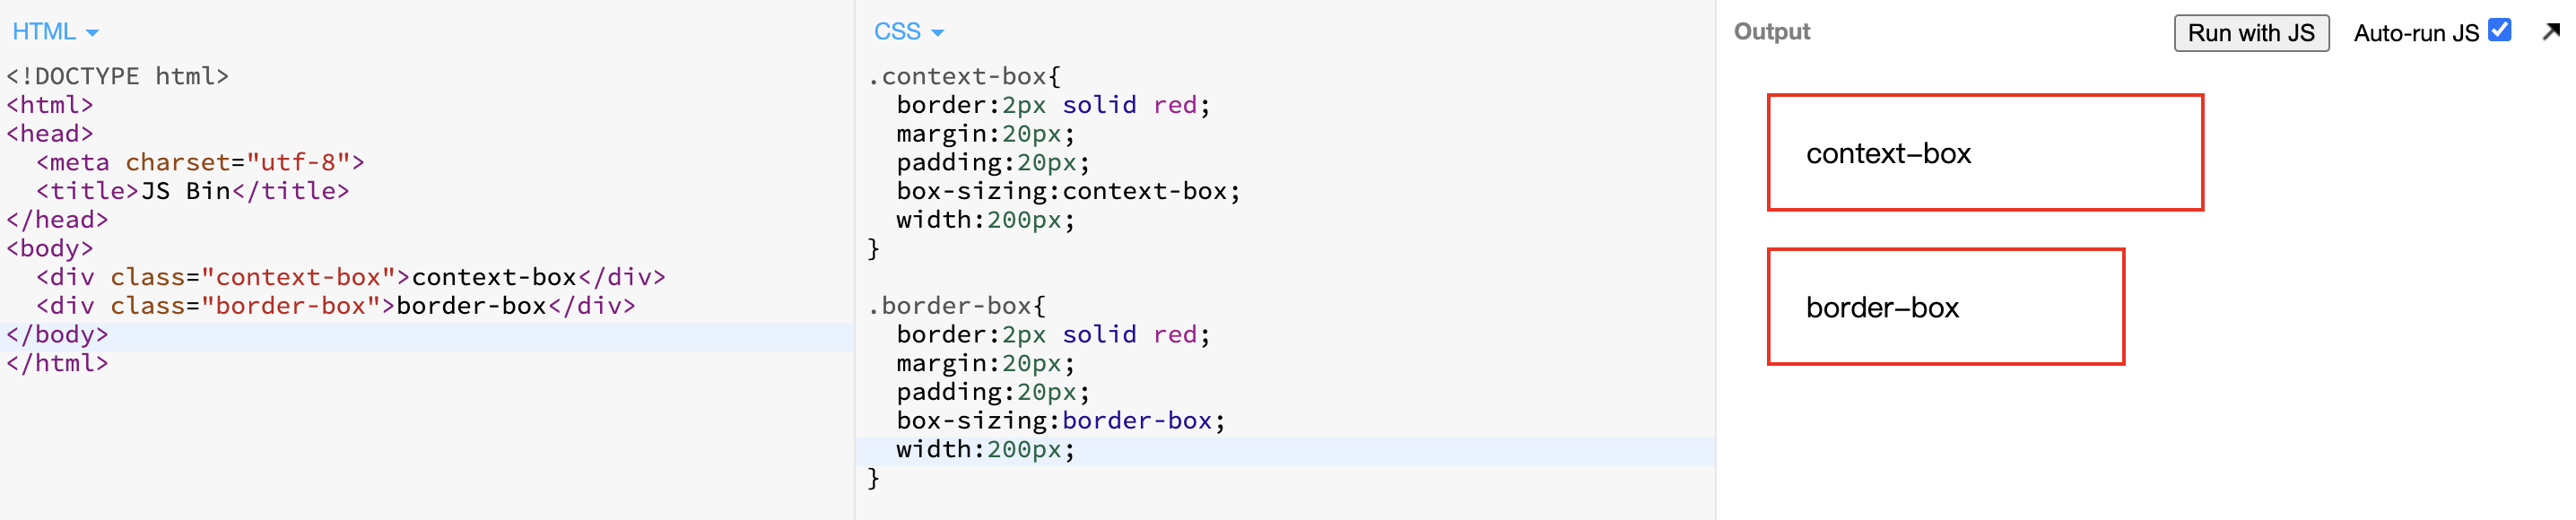 HTML
<!DOCTYPE html>
<html>
<head>
  <meta charset="utf-8">
  <title>JS Bin</title>
</head>
<body>
  <div class="context-box">context-box</div>
  <div class="border-box">border-box</div>
</body>
</html>
CSS
.context-box{
  border:2px solid red;
  margin:20px;
  padding:20px;
  box-sizing:context-box;
  width:200px;
}
.border-box{
  border:2px solid red;
  margin:20px;
  padding:20px;
  box-sizing:border-box;
  width:200px;
}
Output
Run with JS
Auto-run JS
context-box
border-box